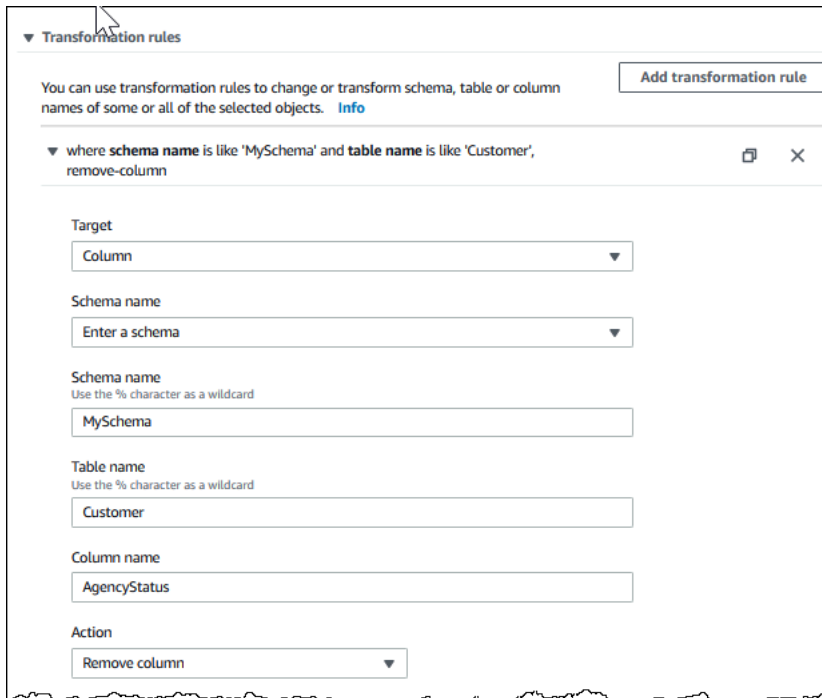 Transformation rules
You can use transformation rules to change or transform schema, table or column
names of some or all of the selected objects. Info
Add transformation rule
where schema name is like 'MySchema' and table name is like 'Customer',
remove-column
Target
Column
Schema name
Enter a schema
Schema name
Use the % character as a wildcard
MySchema
Table name
Use the % character as a wildcard
Customer
Column name
AgencyStatus
Action
Remove column